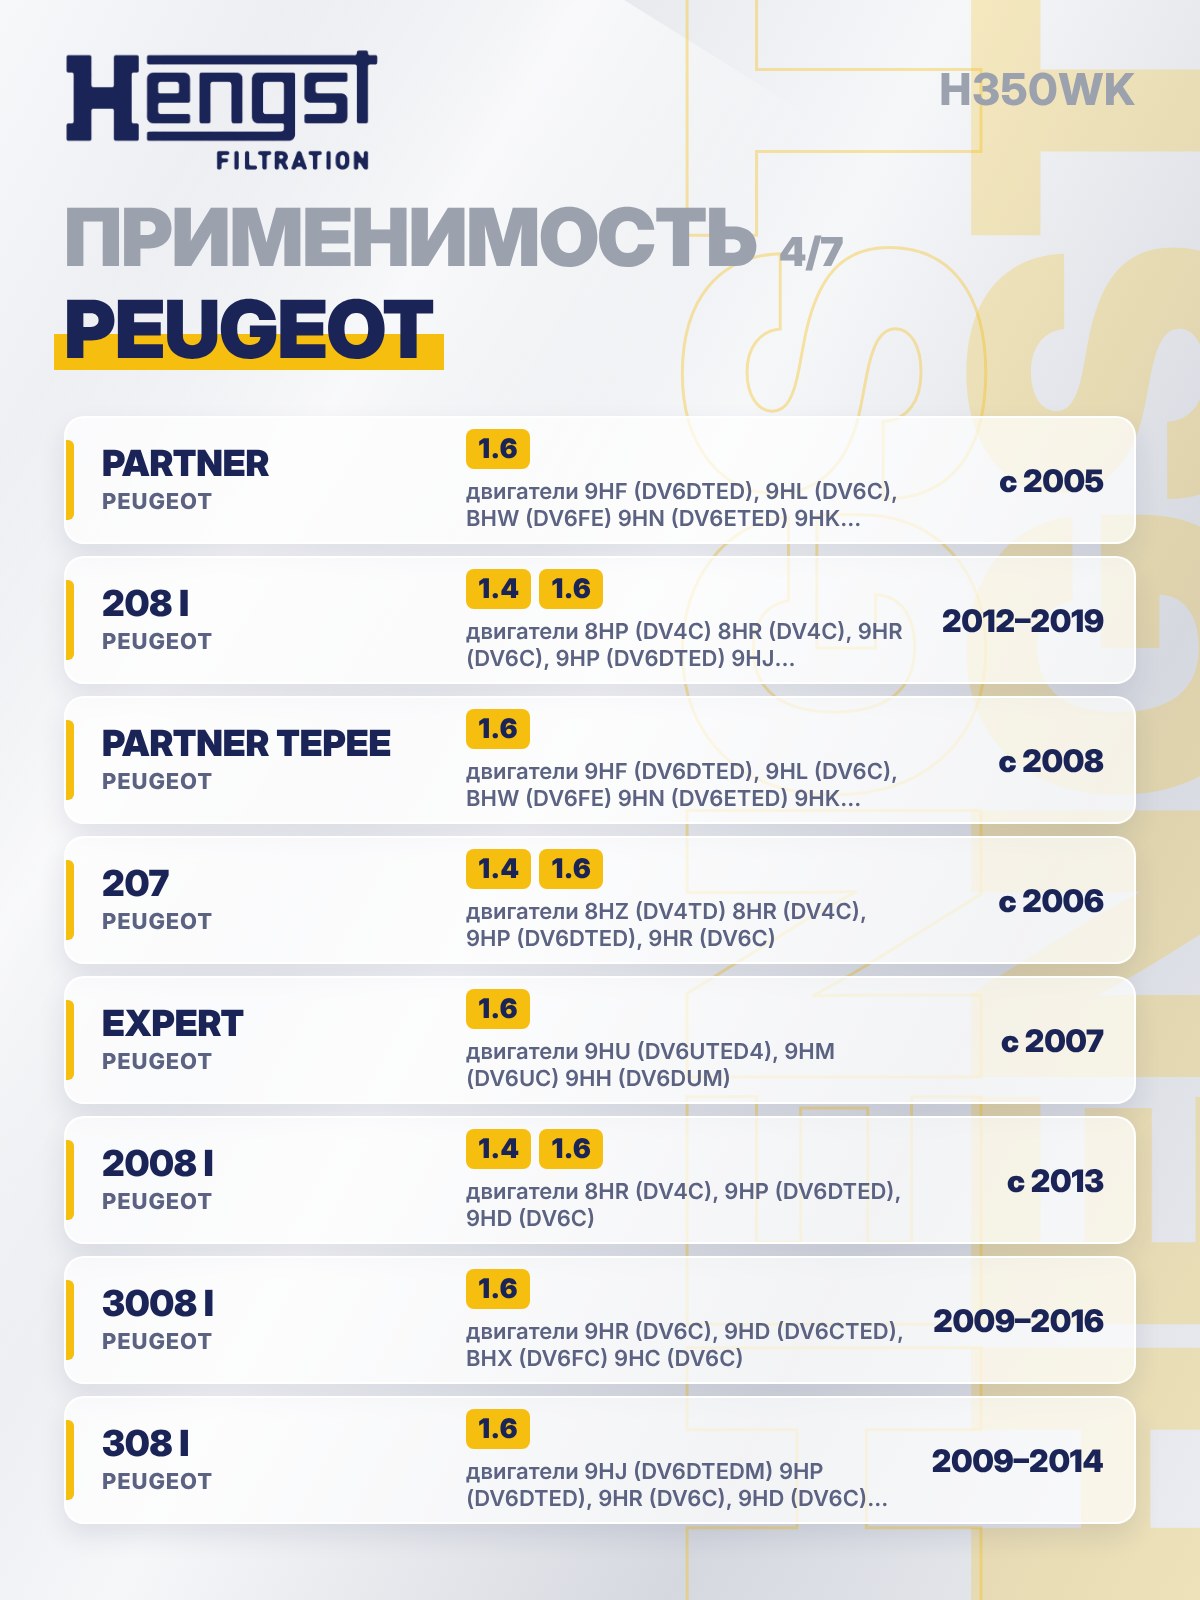 Hengst
FILTRATION
H350WK
ПРИМЕНИМОСТЬ 4/7
PEUGEOT
PARTNER
PEUGEOT
1.6
двигатели 9HF (DV6DTED), 9HL (DV6C),
BHW (DV6FE) 9HN (DV6ETED) 9HK...
с 2005
208 I
PEUGEOT
1.4 1.6
двигатели 8HP (DV4C) 8HR (DV4C), 9HR
(DV6C), 9HP (DV6DTED) 9HJ...
2012–2019
PARTNER TEPEE
PEUGEOT
1.6
двигатели 9HF (DV6DTED), 9HL (DV6C),
BHW (DV6FE) 9HN (DV6ETED) 9HK...
с 2008
207
PEUGEOT
1.4 1.6
двигатели 8HZ (DV4TD) 8HR (DV4C),
9HP (DV6DTED), 9HR (DV6C)
с 2006
EXPERT
PEUGEOT
1.6
двигатели 9HU (DV6UTED4), 9HM
(DV6UC) 9HH (DV6DUM)
с 2007
2008 I
PEUGEOT
1.4 1.6
двигатели 8HR (DV4C), 9HP (DV6DTED),
9HD (DV6C)
с 2013
3008 I
PEUGEOT
1.6
двигатели 9HR (DV6C), 9HD (DV6CTED),
BHX (DV6FC) 9HC (DV6C)
2009–2016
308 I
PEUGEOT
1.6
двигатели 9HJ (DV6DTEDM) 9HP
(DV6DTED), 9HR (DV6C), 9HD (DV6C)...
2009–2014
HENGST
HENGST